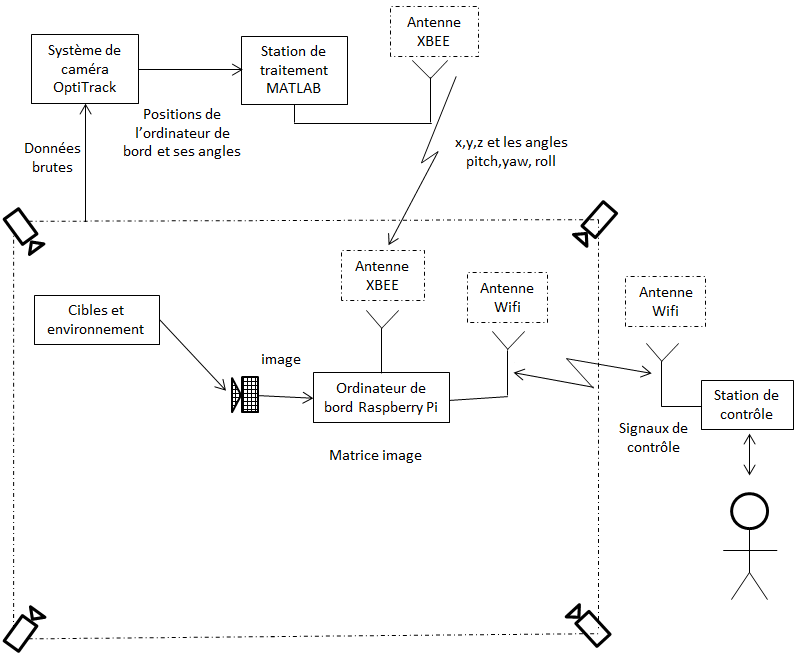 Antenne
XBEE
Système de
caméra
OptiTrack
Station de
traitement
MATLAB
Positions de
l'ordinateur de
bord et ses angles
Données
brutes
x,y,z et les angles
pitch,yaw, roll
Antenne
XBEE
Antenne
Wifi
Antenne
Wifi
Cibles et
environnement
image
Ordinateur de
bord Raspberry Pi
Station de
contrôle
Signaux de
contrôle
Matrice image